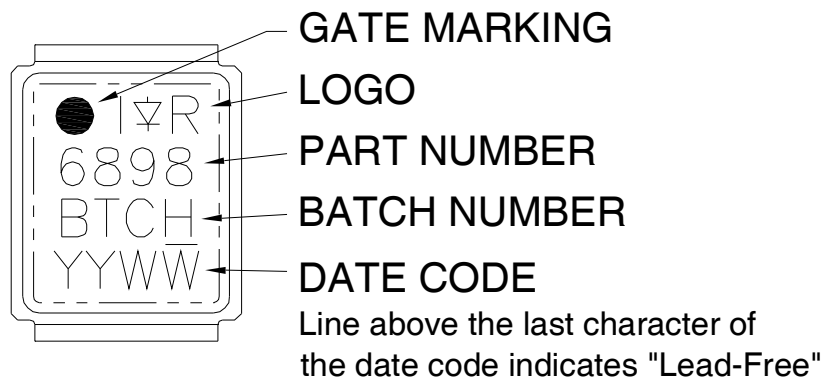 GATE MARKING
I R
LOGO
6898
PART NUMBER
BTCH
BATCH NUMBER
YYWW
DATE CODE
Line above the last character of
the date code indicates "Lead-Free"